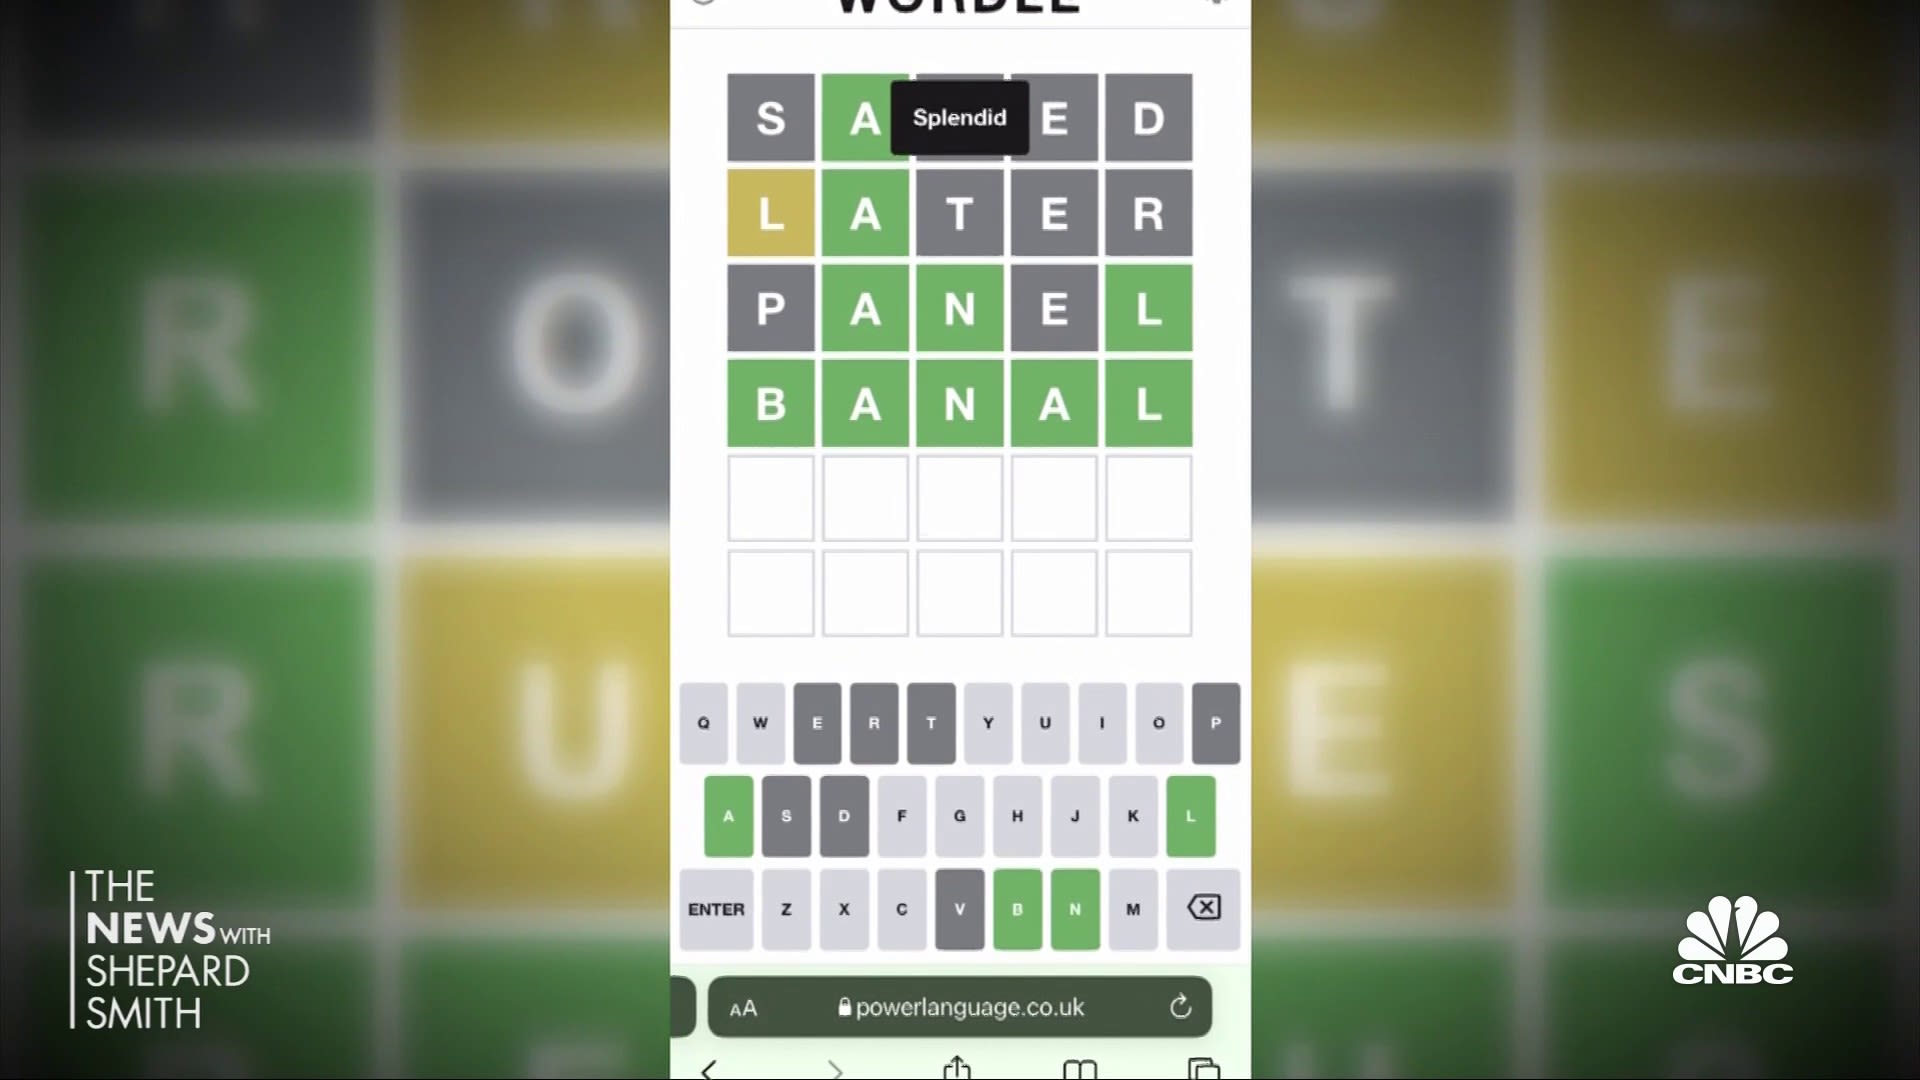 WORDLE
S A E D
Splendid
L A T E R
P A N E L
B A N A L
Q W E R T Y U I O P
A S D F G H J K L
ENTER Z X C V B N M
AA powerlanguage.co.uk
R O T E
R U E S
THE
NEWS WITH
SHEPARD
SMITH
CNBC